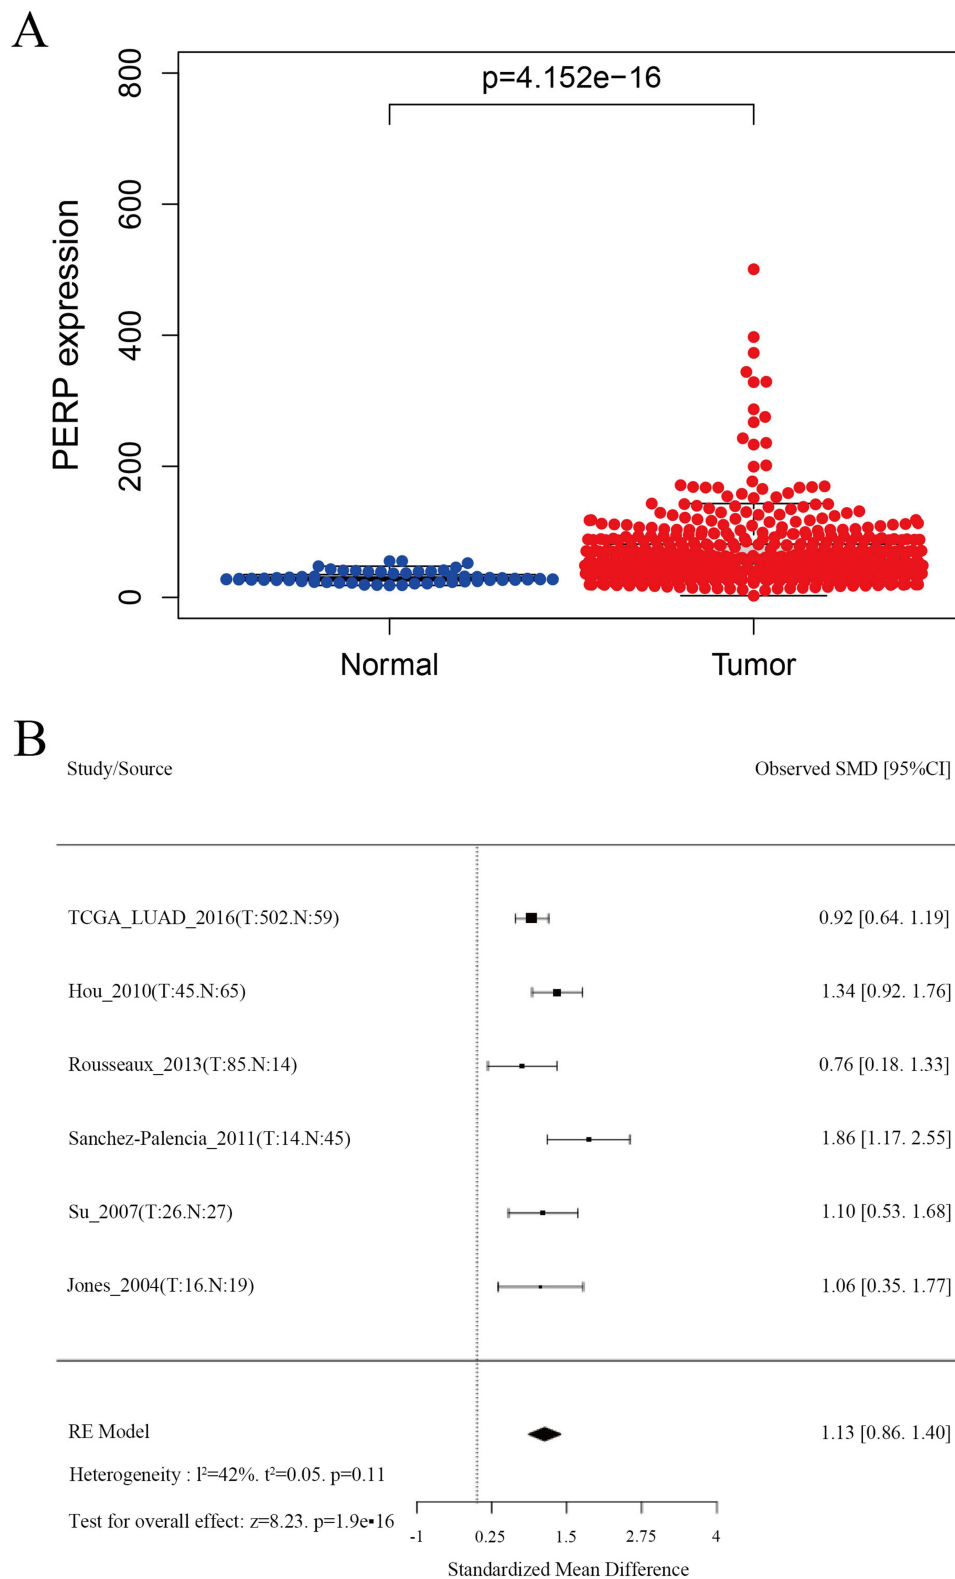 A
p=4.152e−16
PERP expression
800
600
400
200
0
Normal
Tumor
B
Study/Source
Observed SMD [95%CI]
TCGA_LUAD_2016(T:502.N:59)
0.92 [0.64. 1.19]
Hou_2010(T:45.N:65)
1.34 [0.92. 1.76]
Rousseaux_2013(T:85.N:14)
0.76 [0.18. 1.33]
Sanchez-Palencia_2011(T:14.N:45)
1.86 [1.17. 2.55]
Su_2007(T:26.N:27)
1.10 [0.53. 1.68]
Jones_2004(T:16.N:19)
1.06 [0.35. 1.77]
RE Model
1.13 [0.86. 1.40]
Heterogeneity : I²=42%. t²=0.05. p=0.11
Test for overall effect: z=8.23. p=1.9e-16
-1 0.25 1.5 2.75 4
Standardized Mean Difference